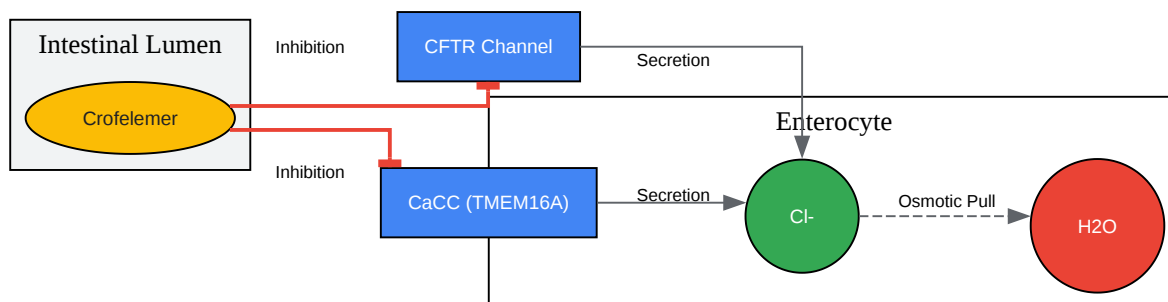 Intestinal Lumen
Inhibition
CFTR Channel
Secretion
Crofelemer
Enterocyte
Inhibition
CaCC (TMEM16A)
Secretion
Cl-
Osmotic Pull
H2O